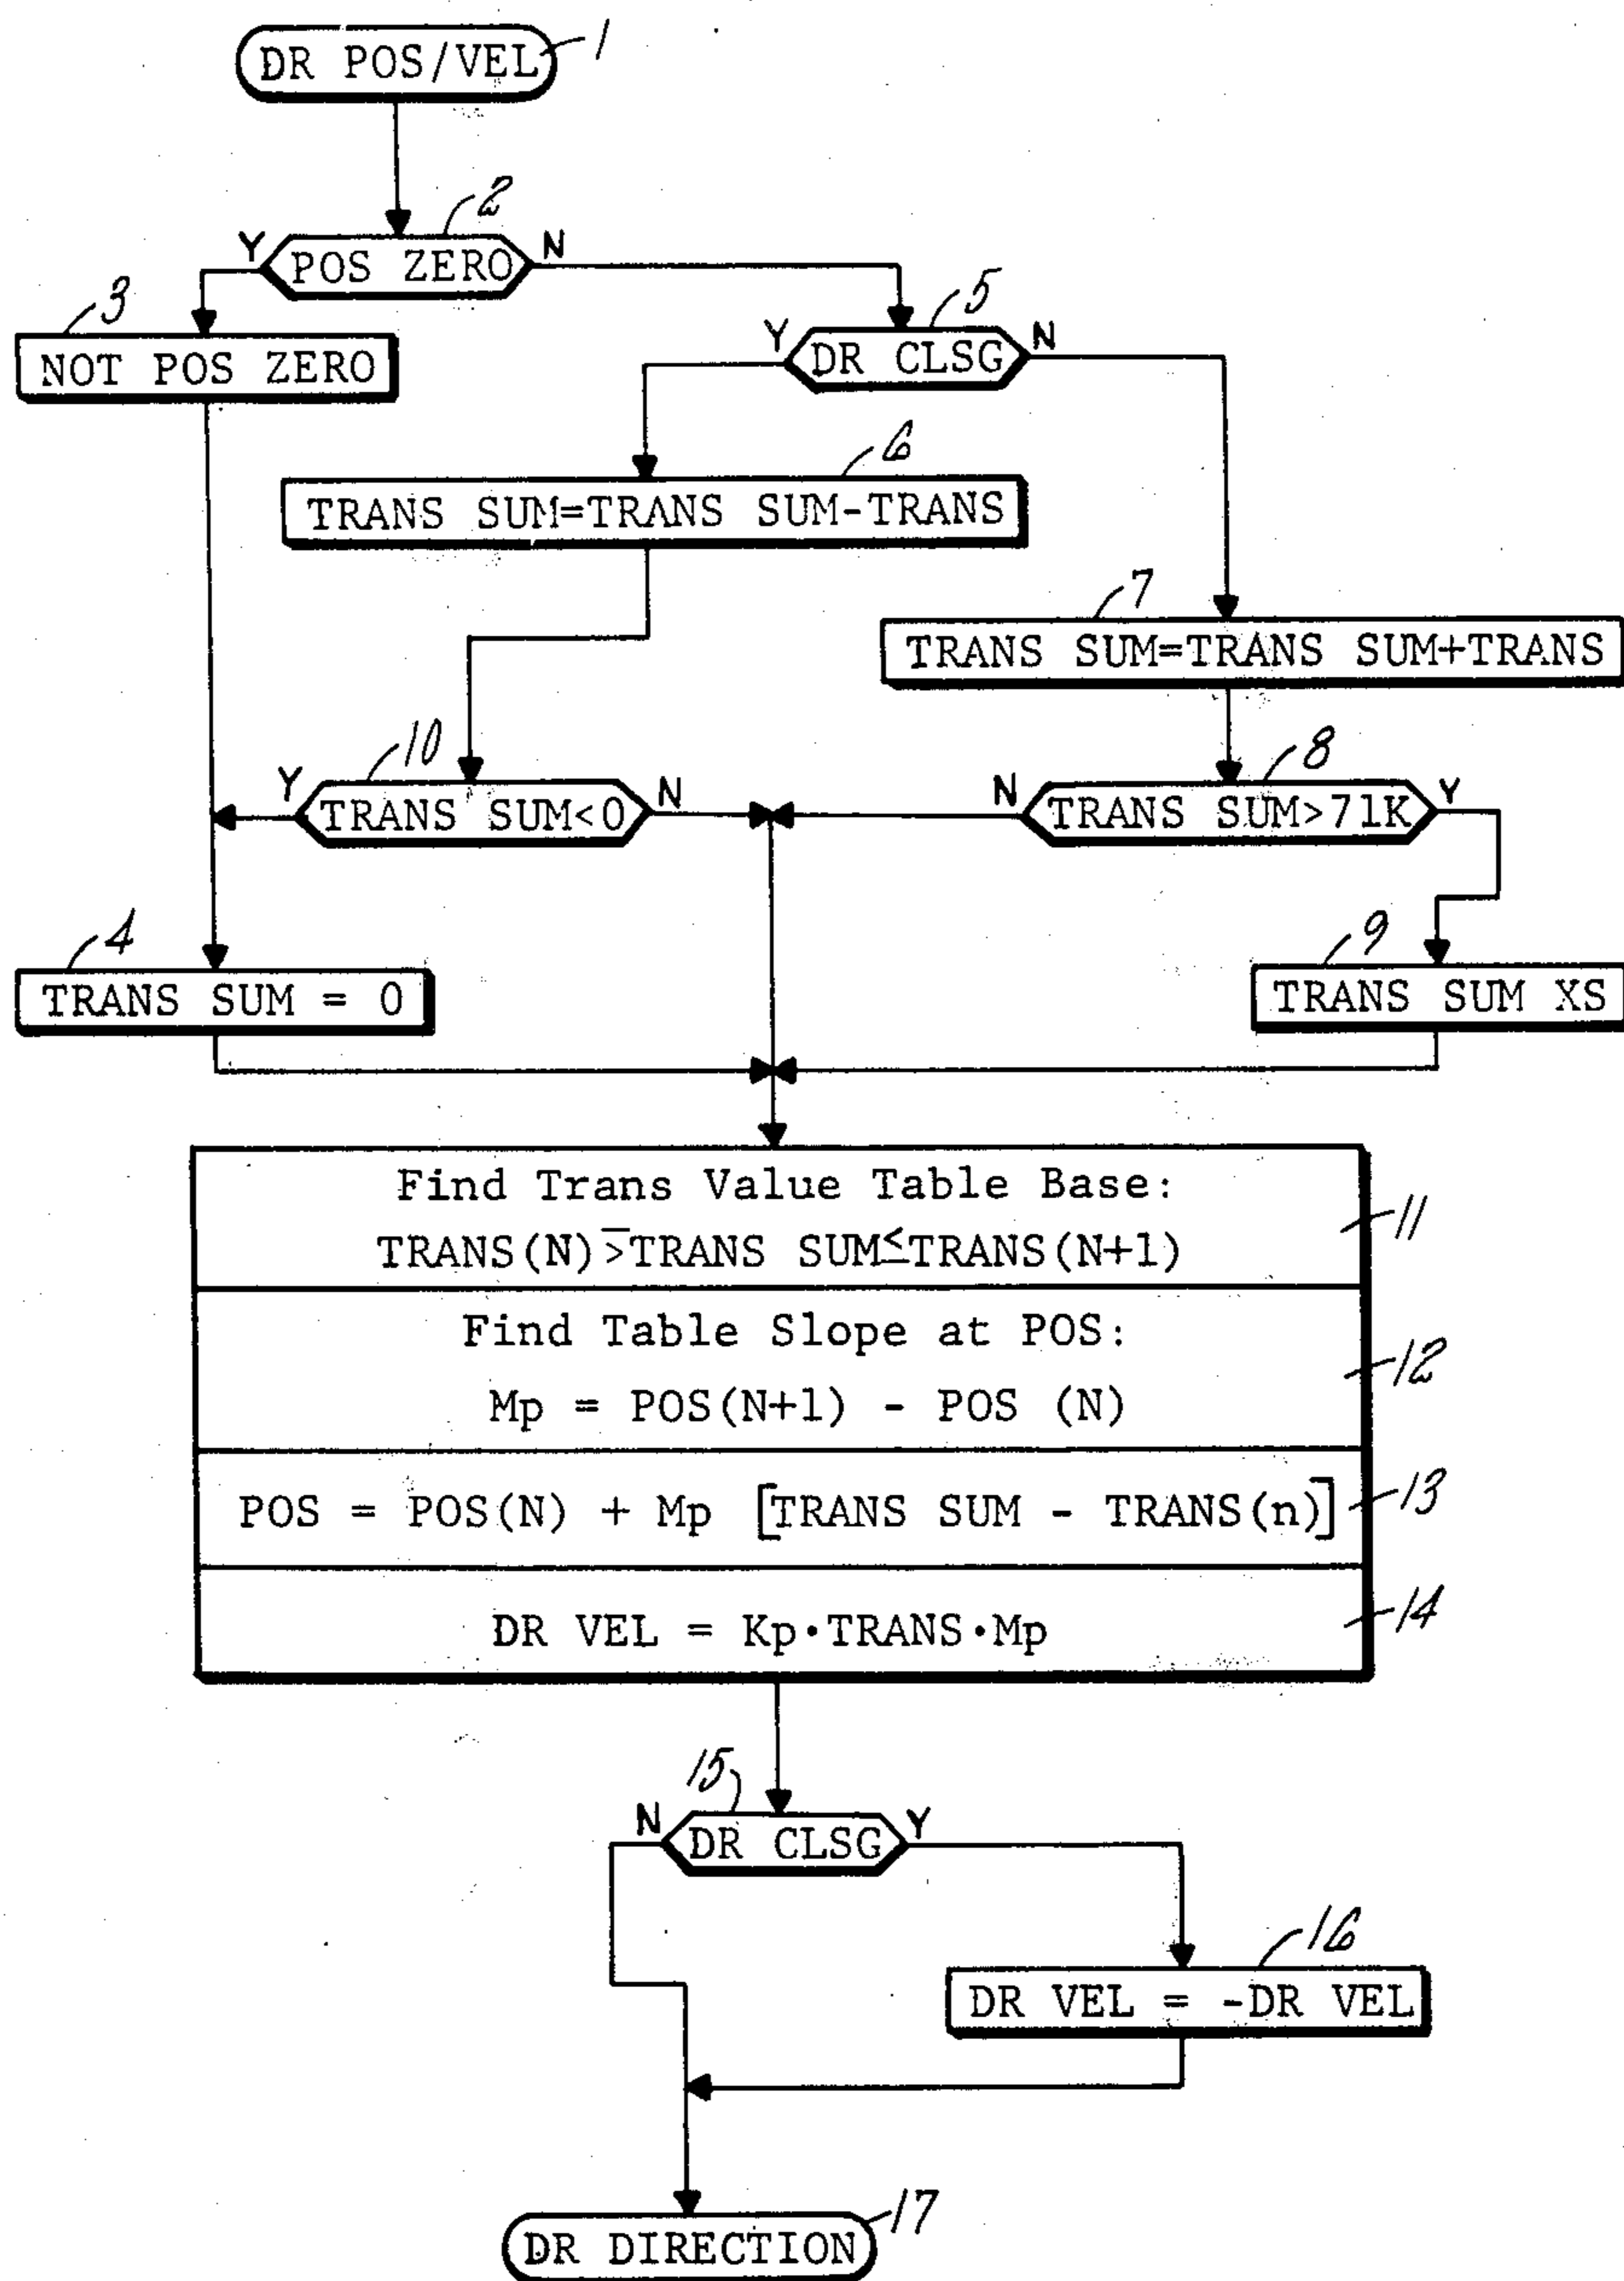 DR POS/VEL 1
2
Y POS ZERO N
3
NOT POS ZERO
5
Y DR CLSG N
6
TRANS SUM=TRANS SUM-TRANS
7
TRANS SUM=TRANS SUM+TRANS
10
Y TRANS SUM<0 N
8
N TRANS SUM>71K Y
4
TRANS SUM = 0
9
TRANS SUM XS
Find Trans Value Table Base:
TRANS(N)⋝TRANS SUM≤TRANS(N+1)
11
Find Table Slope at POS:
Mp = POS(N+1) - POS (N)
12
POS = POS(N) + Mp [TRANS SUM - TRANS(n)]
13
DR VEL = Kp·TRANS·Mp
14
15
N DR CLSG Y
16
DR VEL = -DR VEL
DR DIRECTION 17